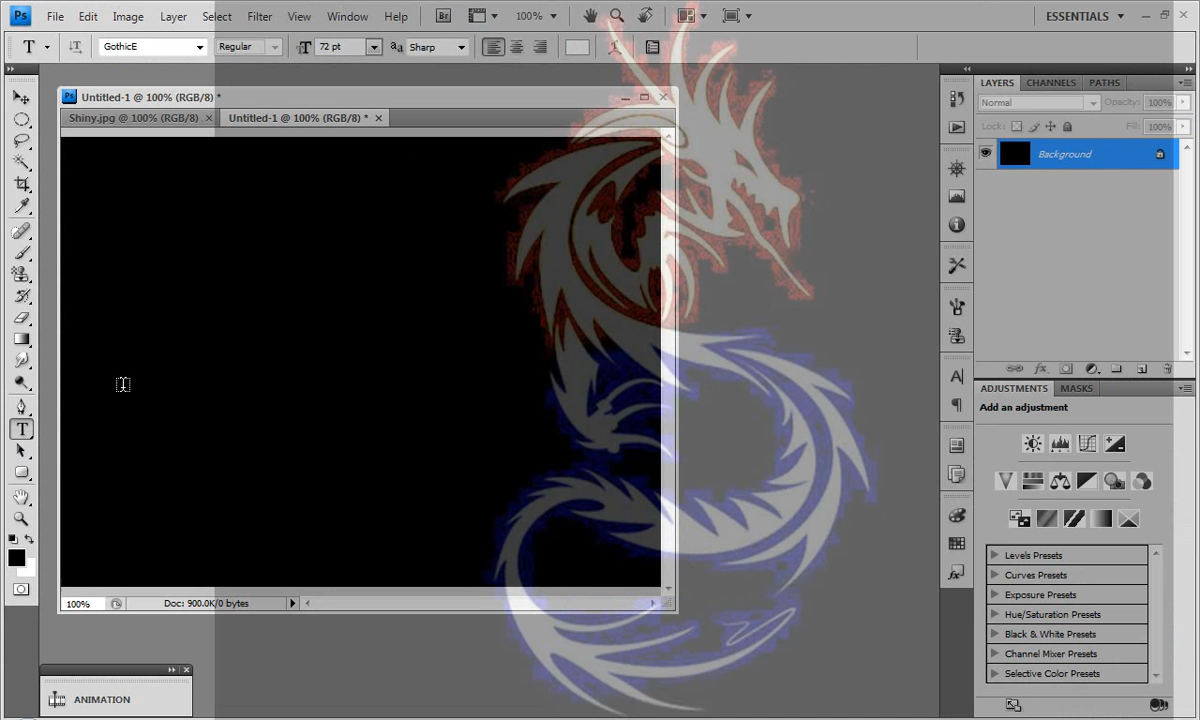 Ps File Edit Image Layer Select Filter View Window Help Br 100% ESSENTIALS
T T GothicE Regular T 72 pt aa Sharp
Untitled-1 @ 100% (RGB/8) *
Shiny.jpg @ 100% (RGB/8) × Untitled-1 @ 100% (RGB/8) * ×
LAYERS CHANNELS PATHS
Normal Opacity: 100%
Lock: Fill: 100%
Background
ADJUSTMENTS MASKS
Add an adjustment
Levels Presets
Curves Presets
Exposure Presets
Hue/Saturation Presets
Black & White Presets
Channel Mixer Presets
Selective Color Presets
100% Doc: 900.0K/0 bytes
ANIMATION